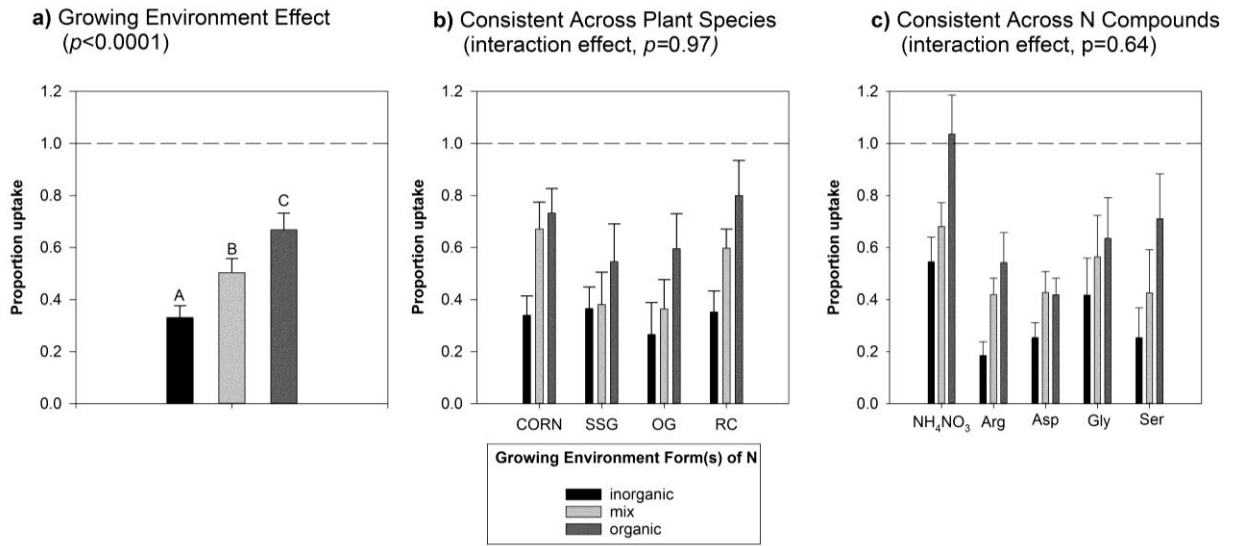 a) Growing Environment Effect
(p<0.0001)
b) Consistent Across Plant Species
(interaction effect, p=0.97)
c) Consistent Across N Compounds
(interaction effect, p=0.64)
Proportion uptake
1.2
1.0
0.8
0.6
0.4
0.2
0.0
A
B
C
Proportion uptake
1.2
1.0
0.8
0.6
0.4
0.2
0.0
CORN SSG OG RC
Proportion uptake
1.2
1.0
0.8
0.6
0.4
0.2
0.0
NH₄NO₃ Arg Asp Gly Ser
Growing Environment Form(s) of N
inorganic
mix
organic